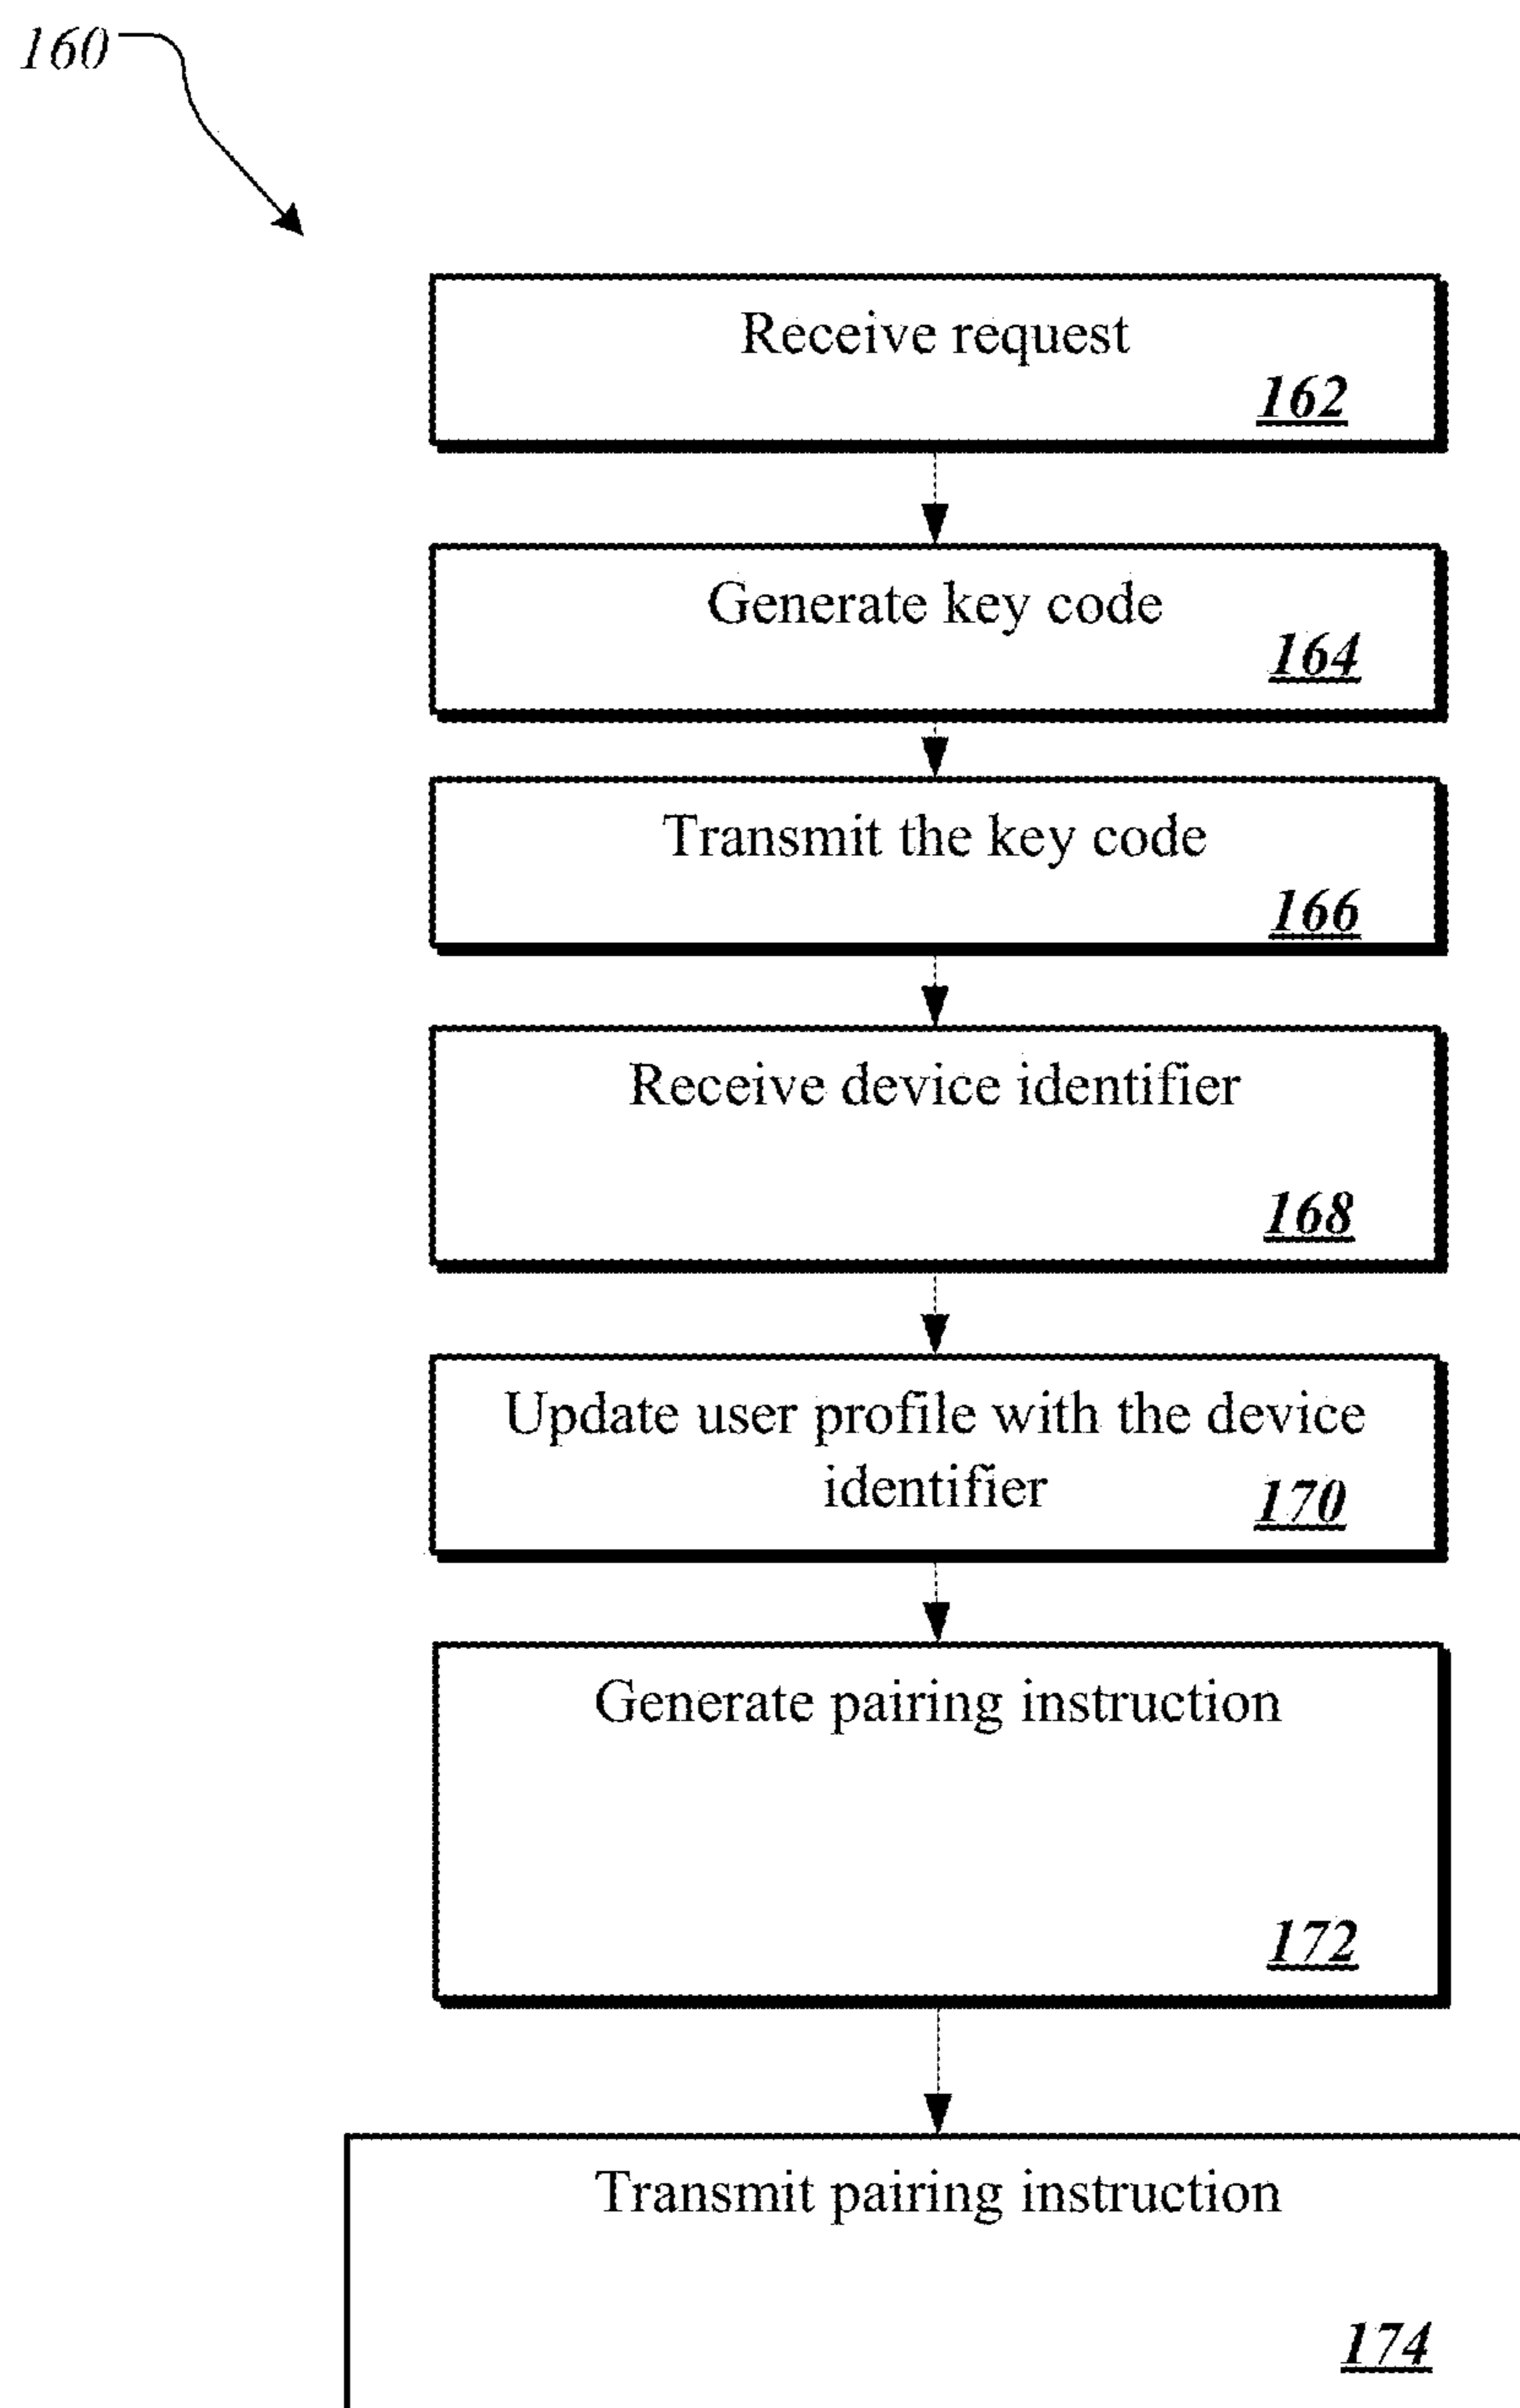 160
Receive request
162
Generate key code
164
Transmit the key code
166
Receive device identifier
168
Update user profile with the device
identifier 170
Generate pairing instruction
172
Transmit pairing instruction
174